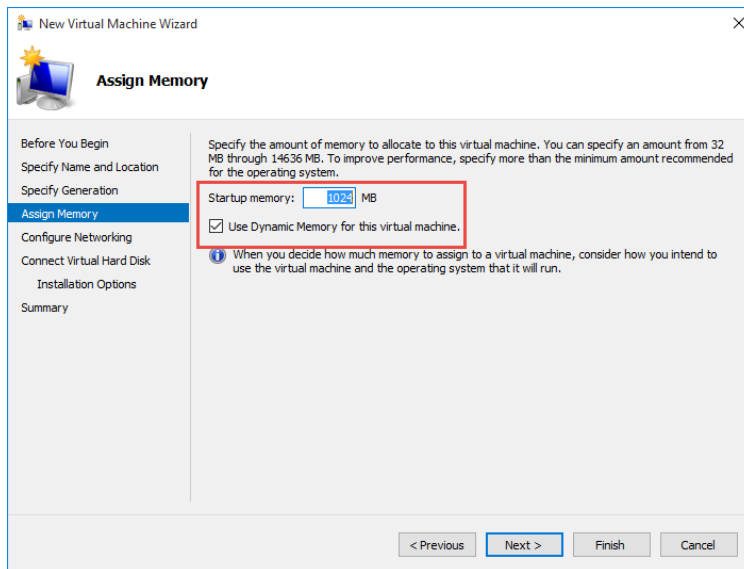 New Virtual Machine Wizard
Assign Memory
Before You Begin
Specify Name and Location
Specify Generation
Assign Memory
Configure Networking
Connect Virtual Hard Disk
Installation Options
Summary
Specify the amount of memory to allocate to this virtual machine. You can specify an amount from 32
MB through 14636 MB. To improve performance, specify more than the minimum amount recommended
for the operating system.
Startup memory: 1024 MB
Use Dynamic Memory for this virtual machine.
When you decide how much memory to assign to a virtual machine, consider how you intend to
use the virtual machine and the operating system that it will run.
< Previous Next > Finish Cancel